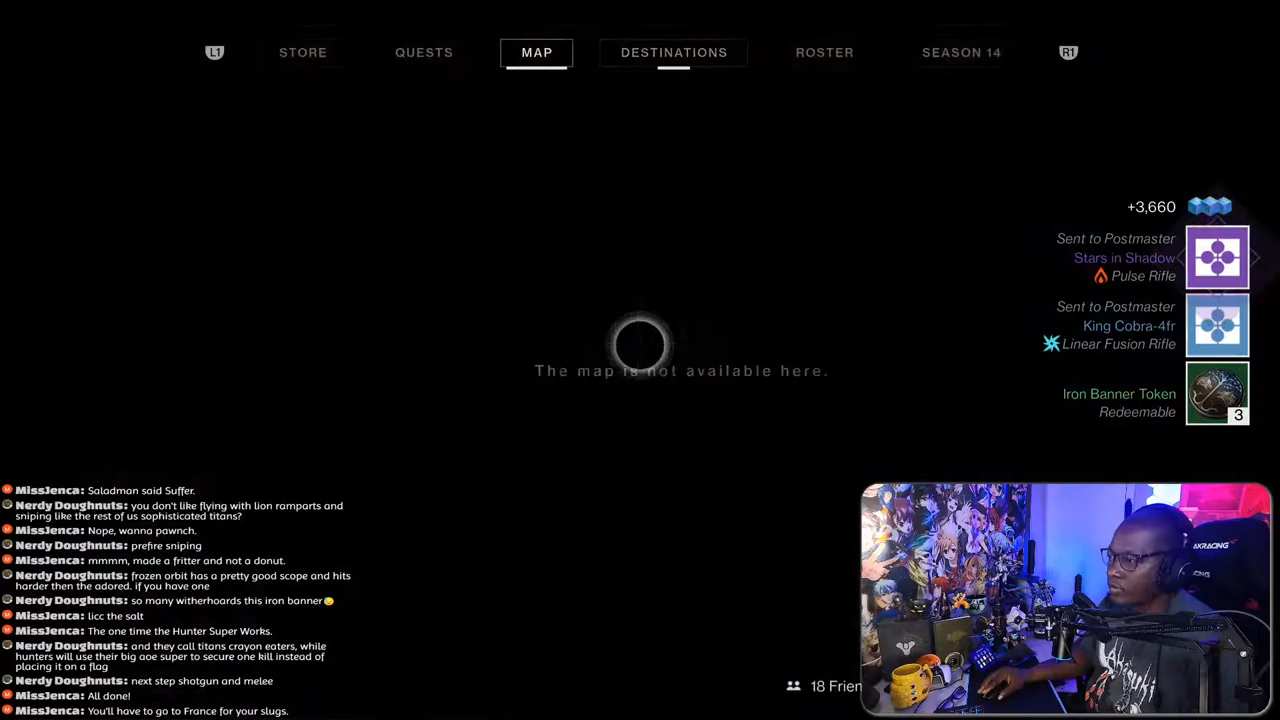 L1 STORE QUESTS MAP DESTINATIONS ROSTER SEASON 14 R1
+3,660
Sent to Postmaster
Stars in Shadow
Pulse Rifle
Sent to Postmaster
King Cobra-4fr
Linear Fusion Rifle
Iron Banner Token
Redeemable
3
The map is not available here.
MissJenca: Saladman said Suffer.
Nerdy Doughnuts: you don't like flying with lion ramparts and
sniping like the rest of us sophisticated titans?
MissJenca: Nope, wanna pawnch.
Nerdy Doughnuts: prefire sniping
MissJenca: mmmm, made a fritter and not a donut.
Nerdy Doughnuts: frozen orbit has a pretty good scope and hits
harder then the adored. if you have one
Nerdy Doughnuts: so many witherhoards this iron banner😥
MissJenca: licc the salt
MissJenca: The one time the Hunter Super Works.
Nerdy Doughnuts: and they call titans crayon eaters, while
hunters will use their big aoe super to secure one kill instead of
placing it on a flag
Nerdy Doughnuts: next step shotgun and melee
MissJenca: All done!
MissJenca: You'll have to go to France for your slugs.
18 Frien
AKRACING